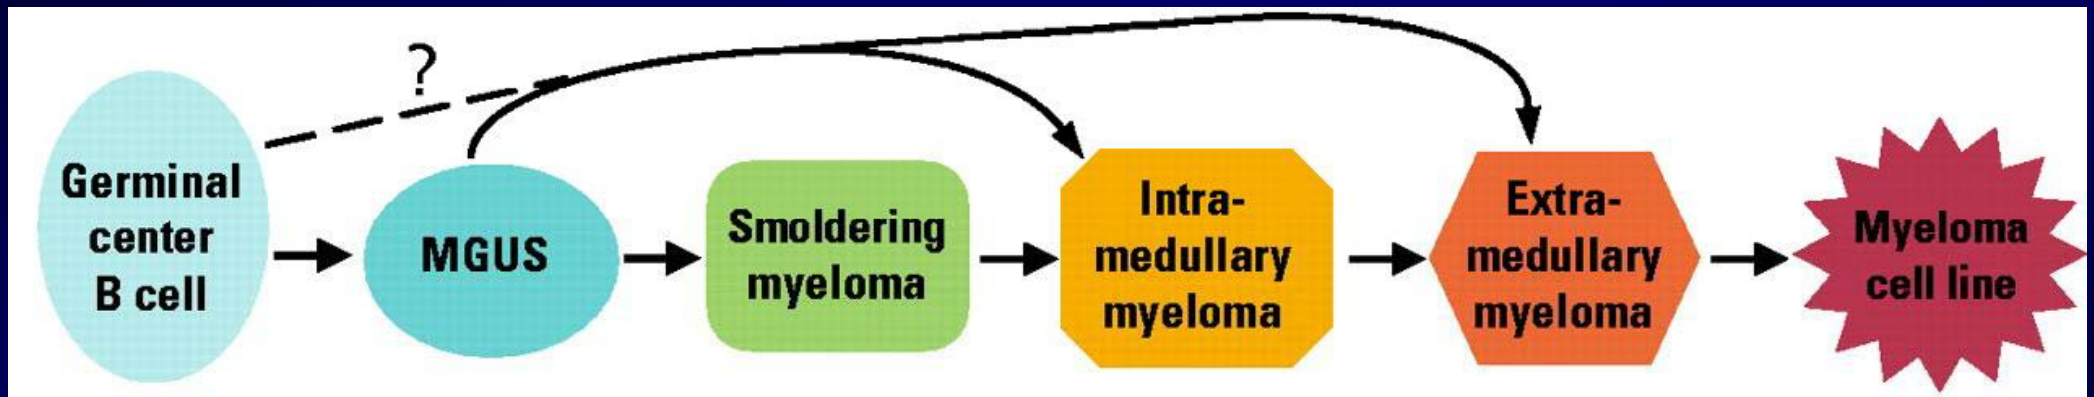 ?
Germinal
center
B cell
MGUS
Smoldering
myeloma
Intra-
medullary
myeloma
Extra-
medullary
myeloma
Myeloma
cell line